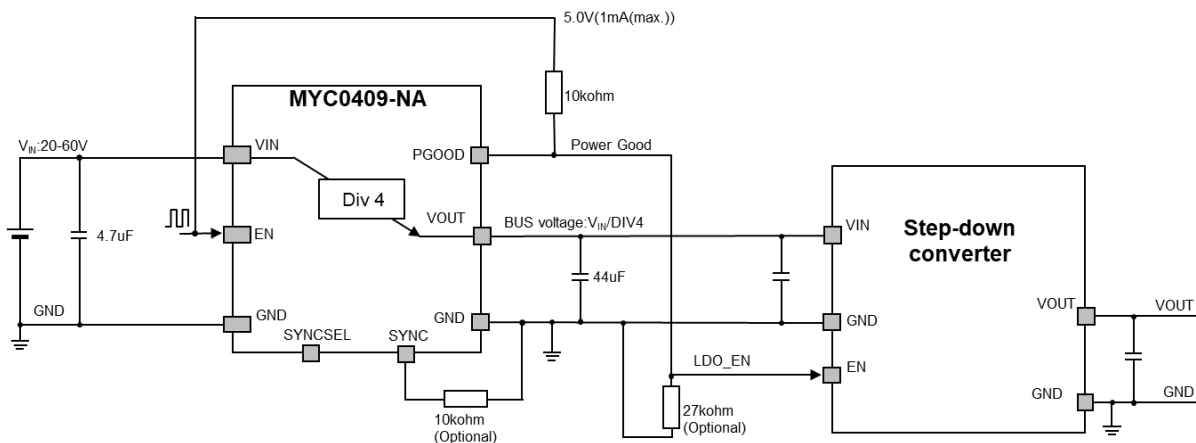 5.0V(1mA(max.))
MYC0409-NA
10kohm
VIN:20-60V
VIN
PGOOD
Power Good
Div 4
4.7uF
EN
VOUT
BUS voltage:VIN/DIV4
VIN
Step-down
converter
44uF
GND
GND
SYNCSEL
SYNC
GND
GND
VOUT
VOUT
LDO_EN
EN
10kohm
(Optional)
27kohm
(Optional)
GND
GND